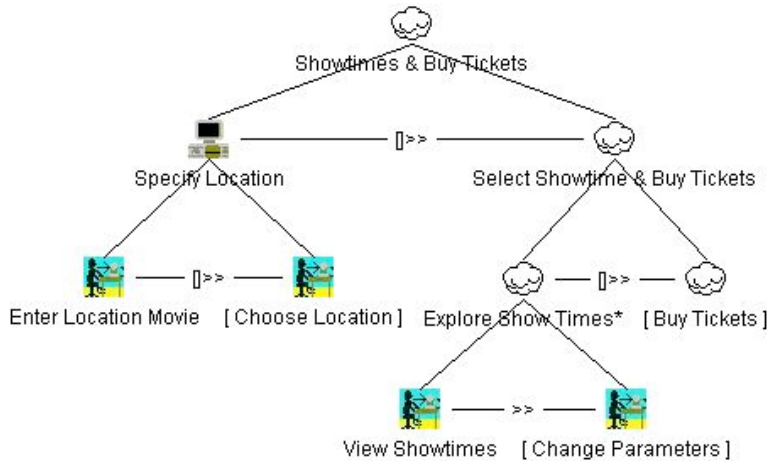 Showtimes & Buy Tickets
[]>>
Specify Location
Select Showtime & Buy Tickets
[]>>
[]>>
Enter Location Movie
[ Choose Location ]
Explore Show Times*
[ Buy Tickets ]
>>
View Showtimes
[ Change Parameters ]